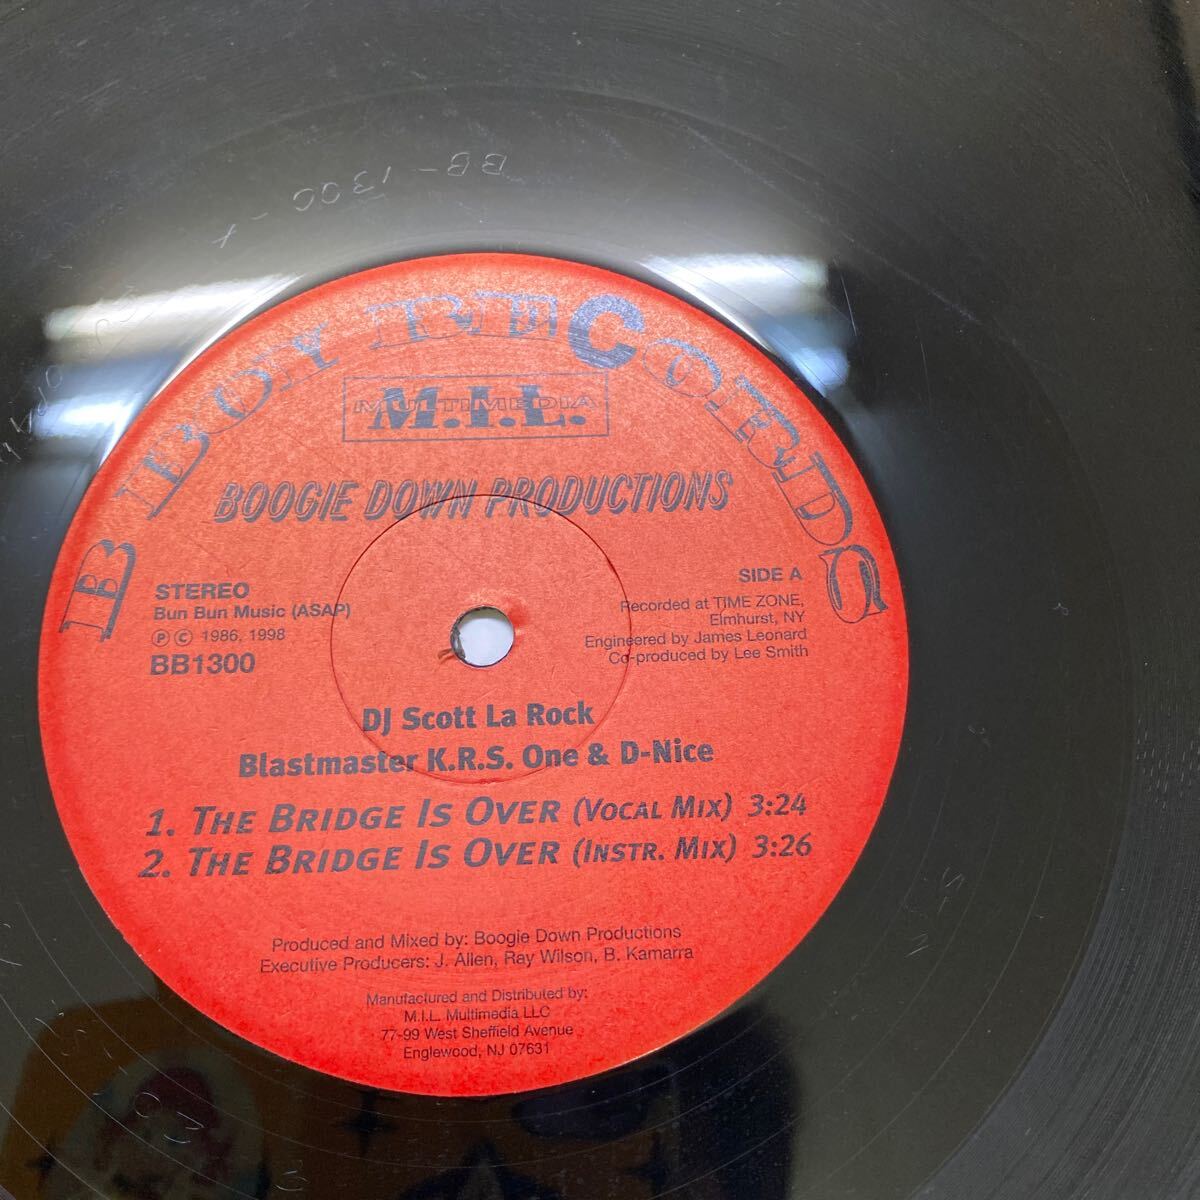 BB-1300-A
B BOY RECORDS
M.I.L.
MULTIMEDIA
BOOGIE DOWN PRODUCTIONS
STEREO
Bun Bun Music (ASAP)
Ⓟ Ⓒ 1986, 1998
BB1300
SIDE A
Recorded at TIME ZONE,
Elmhurst, NY
Engineered by James Leonard
Co-produced by Lee Smith
DJ Scott La Rock
Blastmaster K.R.S. One & D-Nice
1. THE BRIDGE IS OVER (VOCAL MIX) 3:24
2. THE BRIDGE IS OVER (INSTR. MIX) 3:26
Produced and Mixed by: Boogie Down Productions
Executive Producers: J. Allen, Ray Wilson, B. Kamarra
Manufactured and Distributed by:
M.I.L. Multimedia LLC
77-99 West Sheffield Avenue
Englewood, NJ 07631